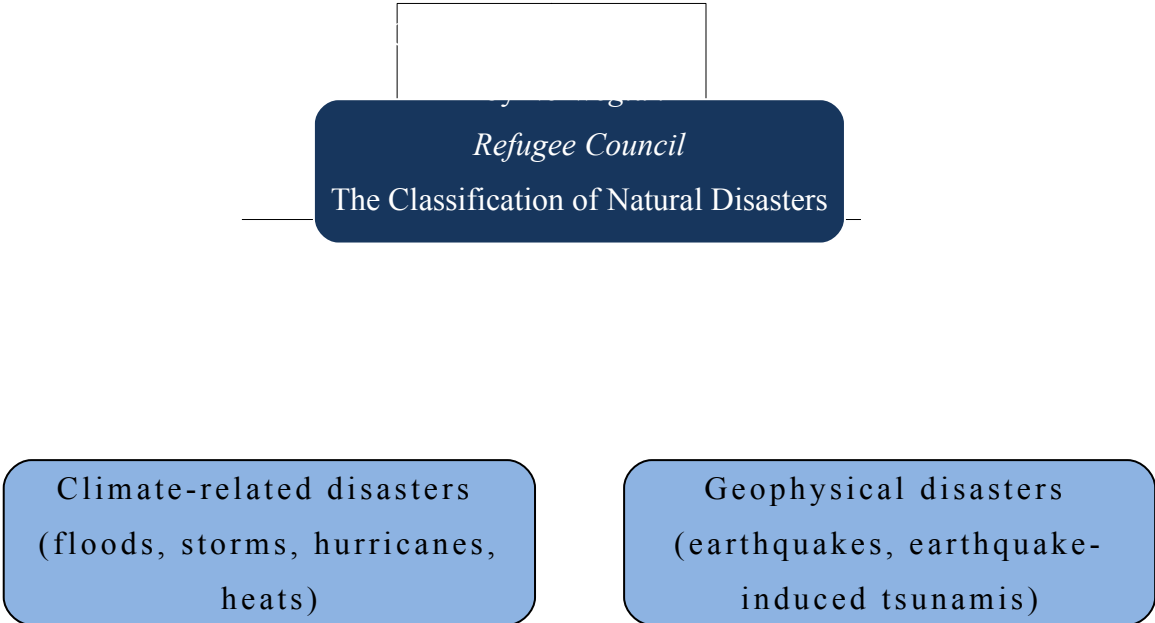 Refugee Council
The Classification of Natural Disasters
Climate-related disasters
(floods, storms, hurricanes,
heats)
Geophysical disasters
(earthquakes, earthquake-
induced tsunamis)